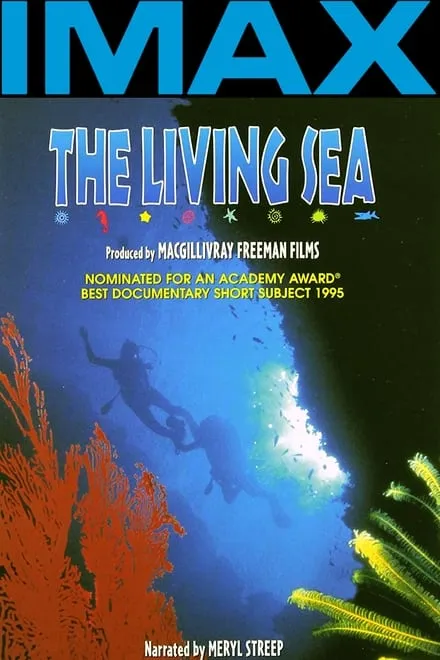 IMAX
THE LIVING SEA
Produced by MACGILLIVRAY FREEMAN FILMS
NOMINATED FOR AN ACADEMY AWARD®
BEST DOCUMENTARY SHORT SUBJECT 1995
Narrated by MERYL STREEP